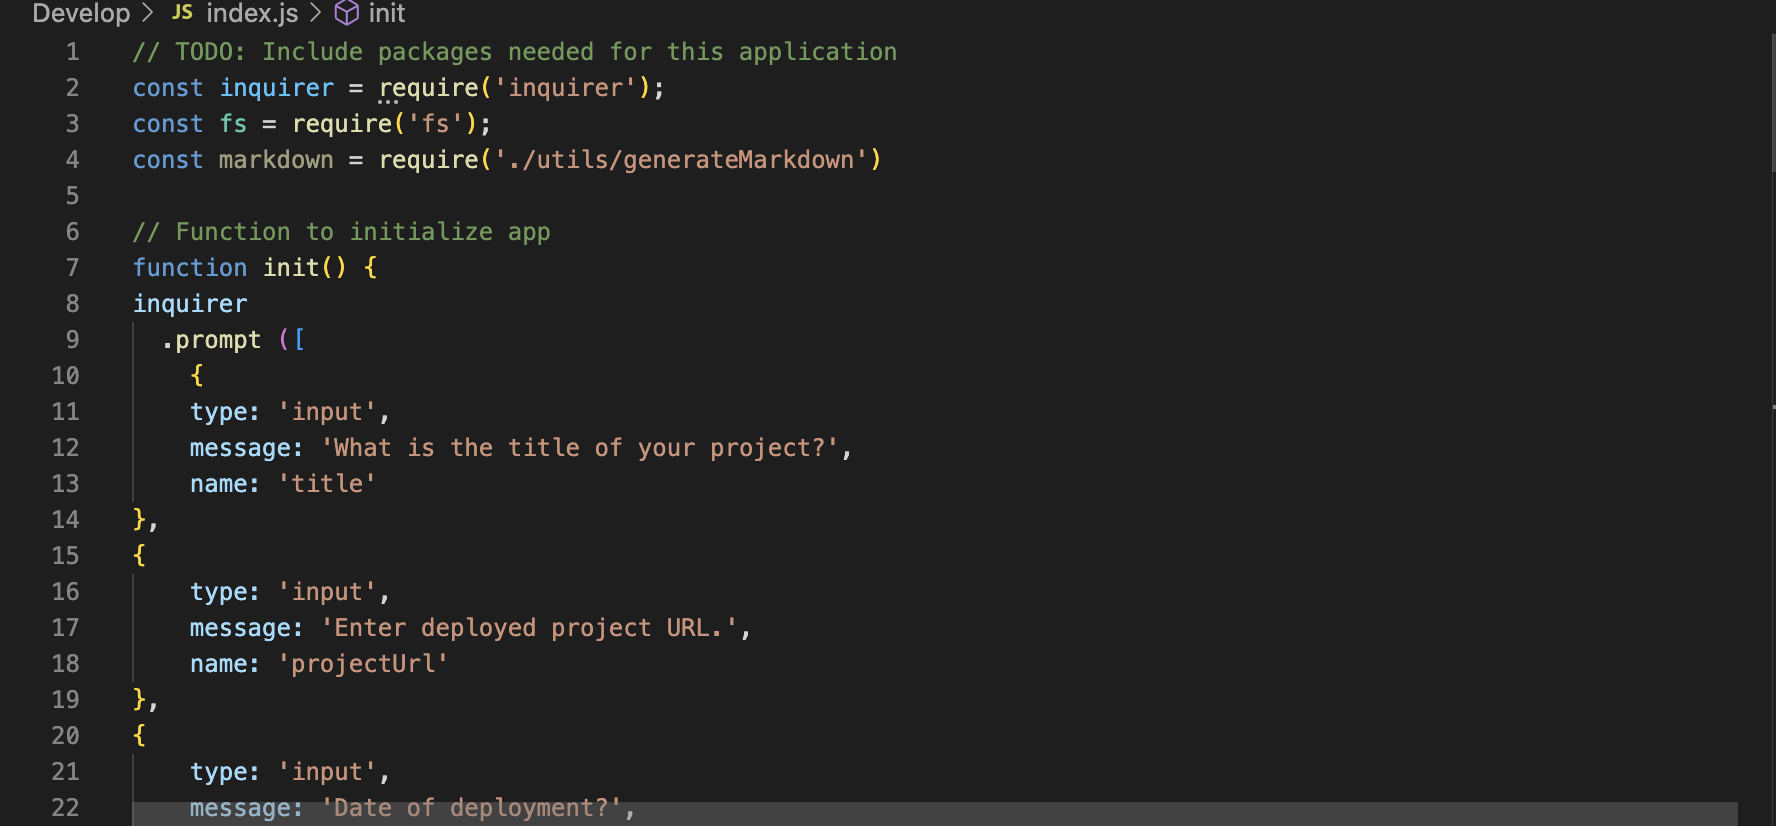 Develop > JS index.js > init
1 // TODO: Include packages needed for this application
2 const inquirer = require('inquirer');
3 const fs = require('fs');
4 const markdown = require('./utils/generateMarkdown')
5
6 // Function to initialize app
7 function init() {
8 inquirer
9 .prompt ([
10 {
11 type: 'input',
12 message: 'What is the title of your project?',
13 name: 'title'
14 },
15 {
16 type: 'input',
17 message: 'Enter deployed project URL.',
18 name: 'projectUrl'
19 },
20 {
21 type: 'input',
22 message: 'Date of deployment?',